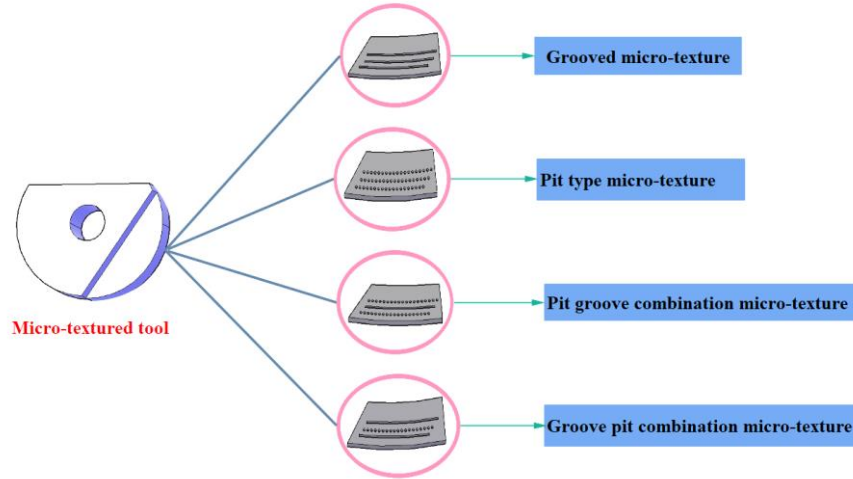 Grooved micro-texture
Pit type micro-texture
Pit groove combination micro-texture
Micro-textured tool
Groove pit combination micro-texture